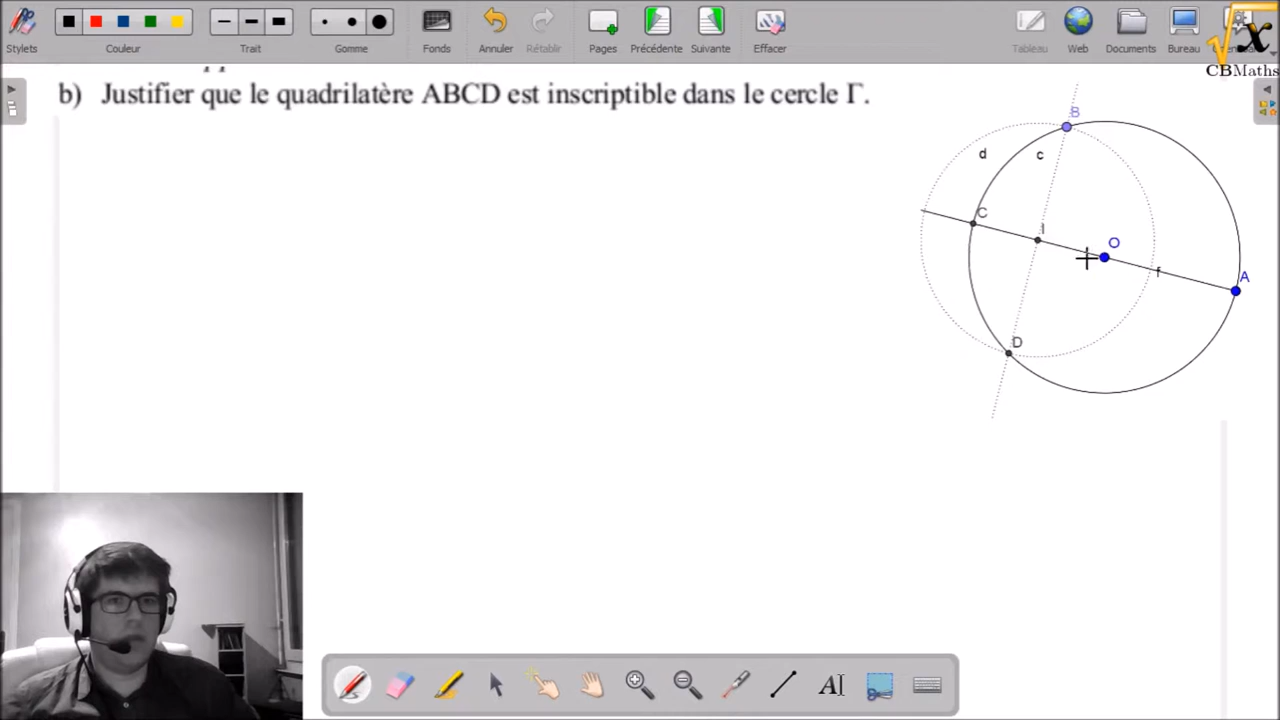 Stylets
Couleur
Trait
Gomme
Fonds
Annuler
Rétablir
Pages
Précédente
Suivante
Effacer
Tableau
Web
Documents
Bureau
√x
CBMaths
b) Justifier que le quadrilatère ABCD est inscriptible dans le cercle Γ.
B
d
c
C
I
O
f
A
D
AI